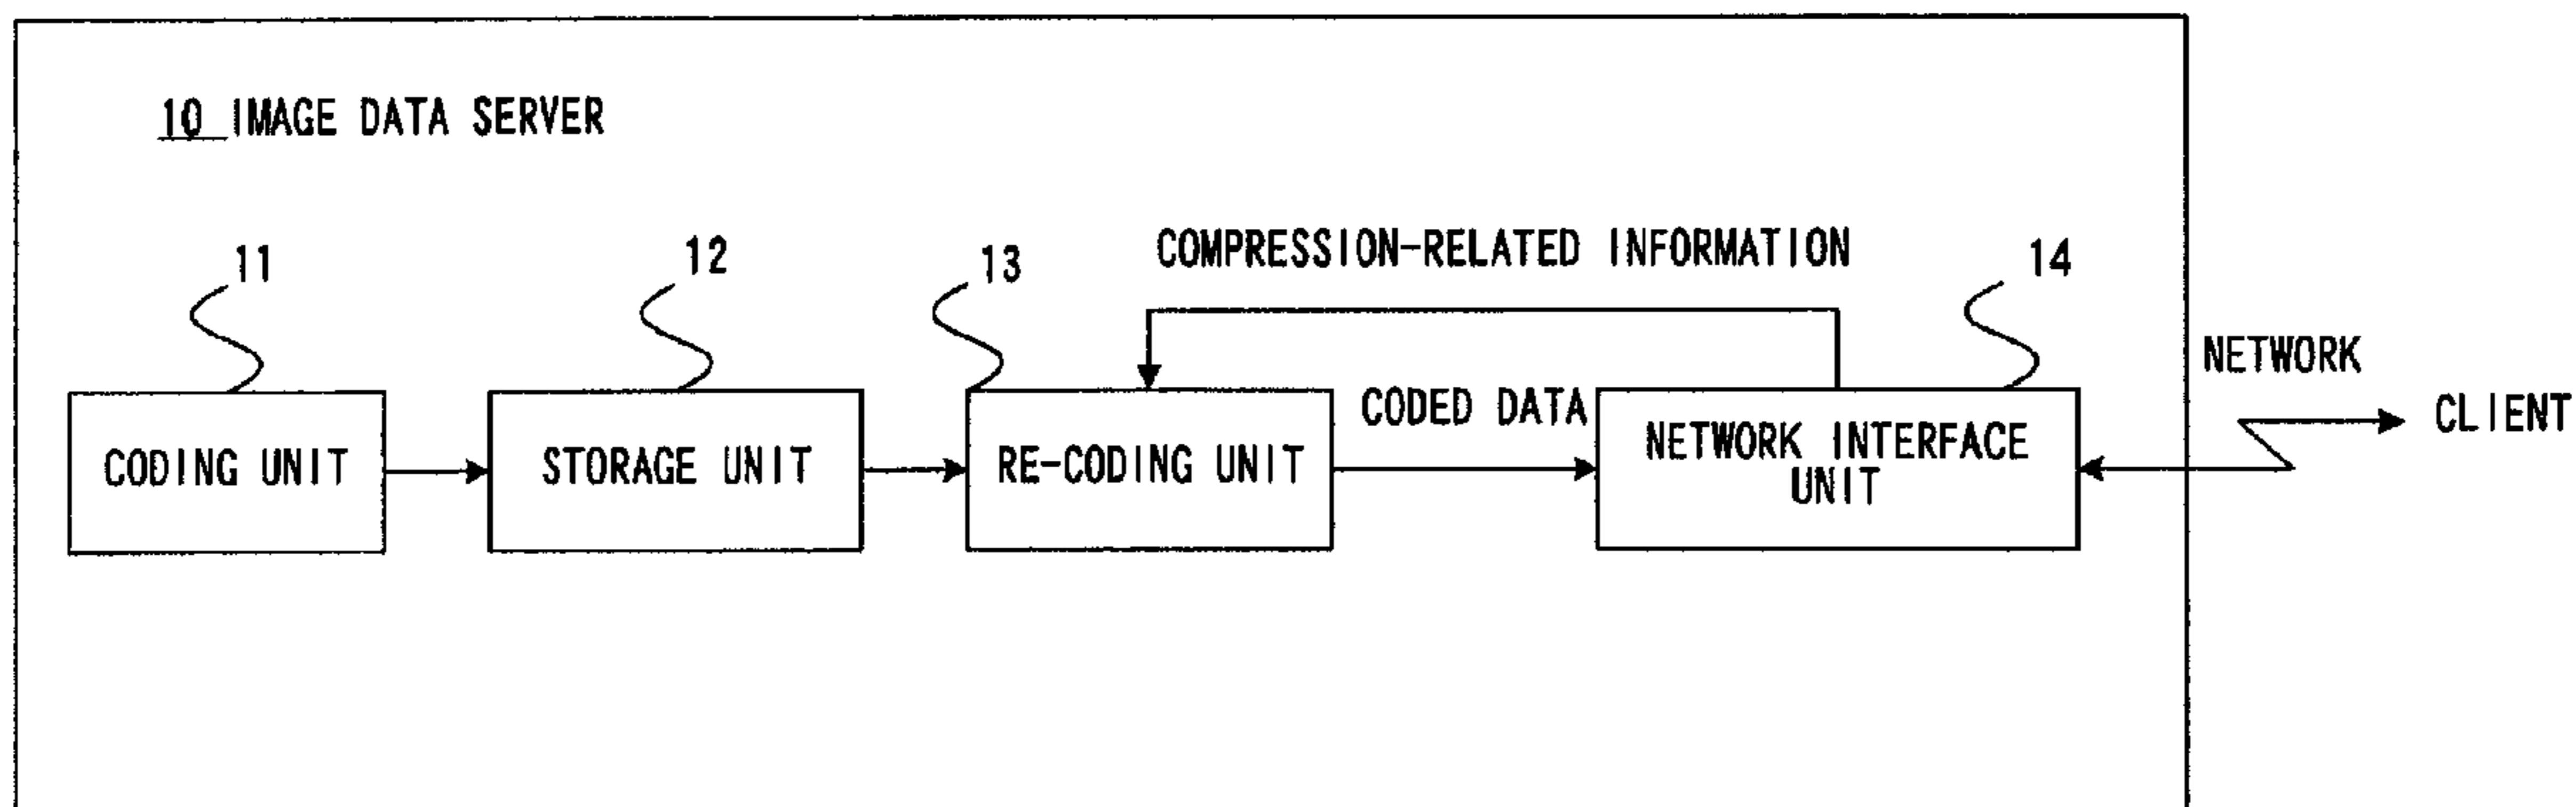 10 IMAGE DATA SERVER
11
12
13
COMPRESSION-RELATED INFORMATION
14
NETWORK
CLIENT
CODING UNIT
STORAGE UNIT
RE-CODING UNIT
CODED DATA
NETWORK INTERFACE
UNIT